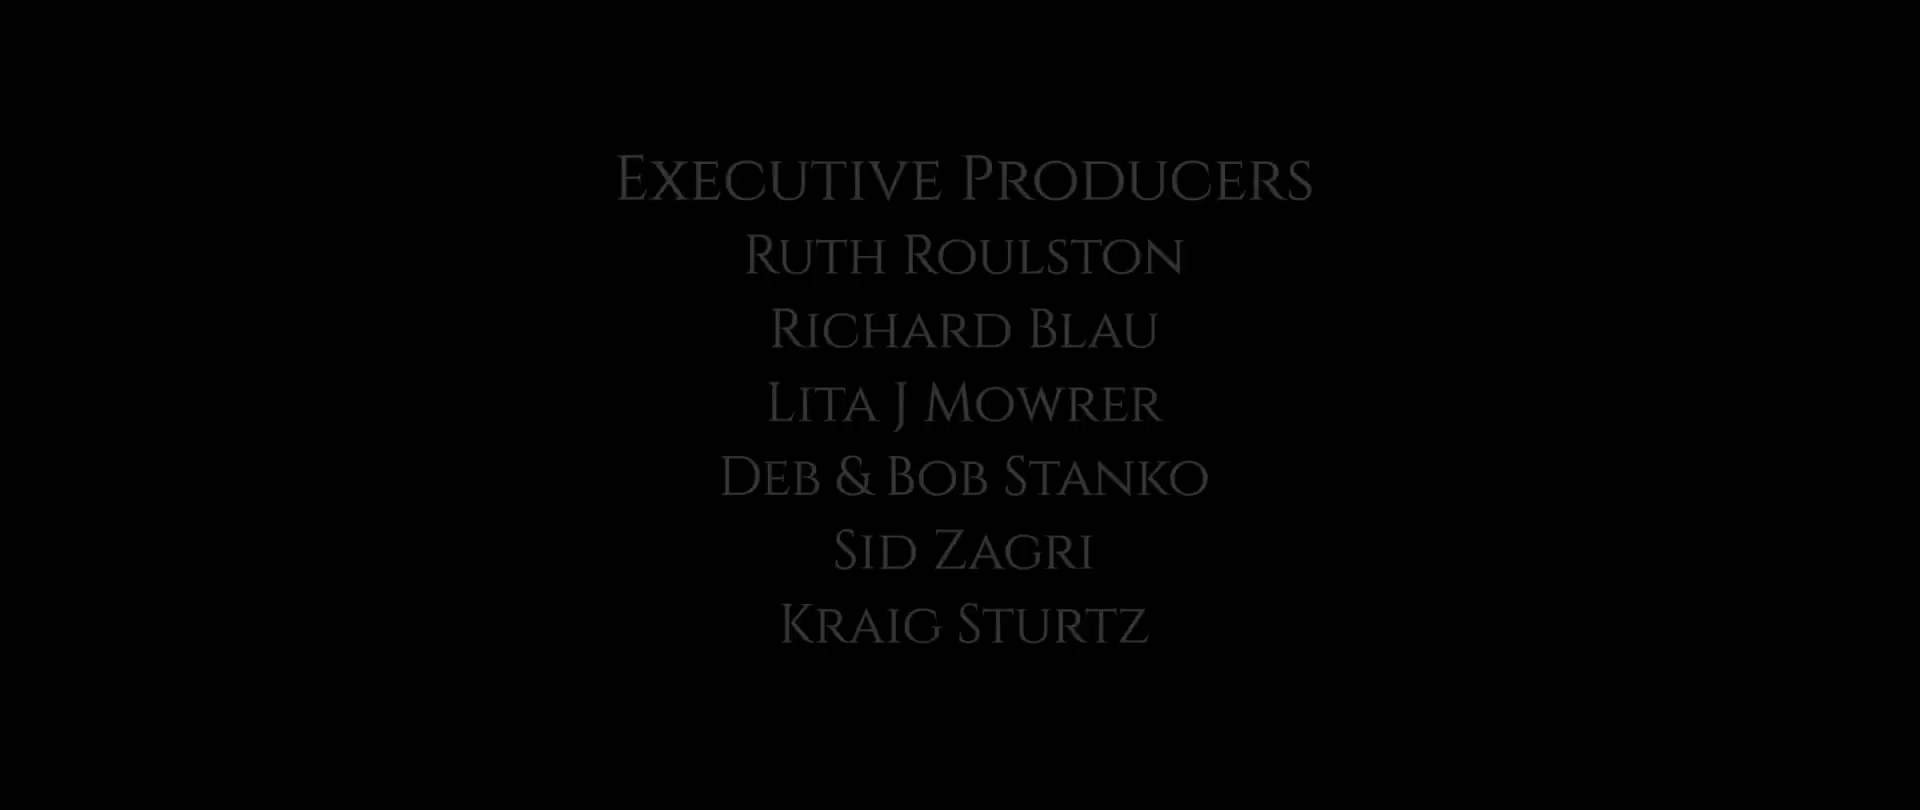 Executive Producers
Ruth Roulston
Richard Blau
Lita J Mowrer
Deb & Bob Stanko
Sid Zagri
Kraig Sturtz